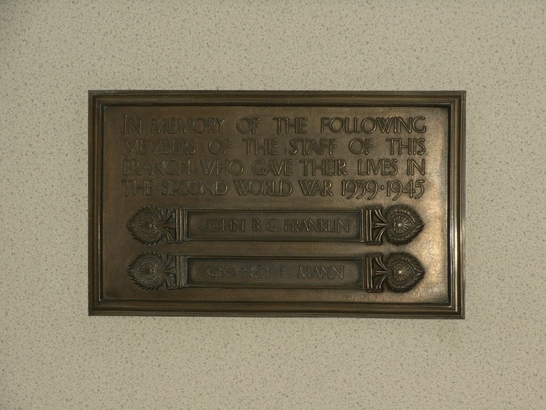 IN MEMORY OF THE FOLLOWING
MEMBERS OF THE STAFF OF THIS
BRANCH WHO GAVE THEIR LIVES IN
THE SECOND WORLD WAR 1939·1945
JOHN B. G. FRANKLIN
MANN